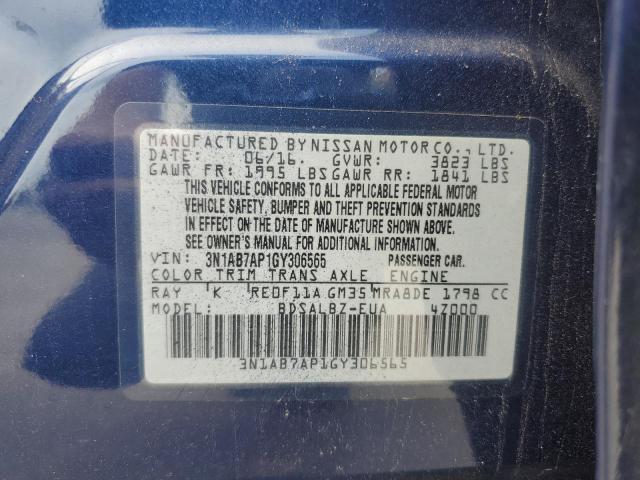 MANUFACTURED BY NISSAN MOTOR CO., LTD.
DATE: 06/16. GVWR: 3823 LBS
GAWR FR: 1995 LBS GAWR RR: 1841 LBS
THIS VEHICLE CONFORMS TO ALL APPLICABLE FEDERAL MOTOR
VEHICLE SAFETY, BUMPER AND THEFT PREVENTION STANDARDS
IN EFFECT ON THE DATE OF MANUFACTURE SHOWN ABOVE.
SEE OWNER'S MANUAL FOR ADDITIONAL INFORMATION.
VIN: 3N1AB7AP1GY306565 PASSENGER CAR.
COLOR TRIM TRANS AXLE ENGINE
RAY K RE0F11A GM35 MRA8DE 1798 CC
MODEL: BDSALBZ-EUA 4Z000
3N1AB7AP1GY306565